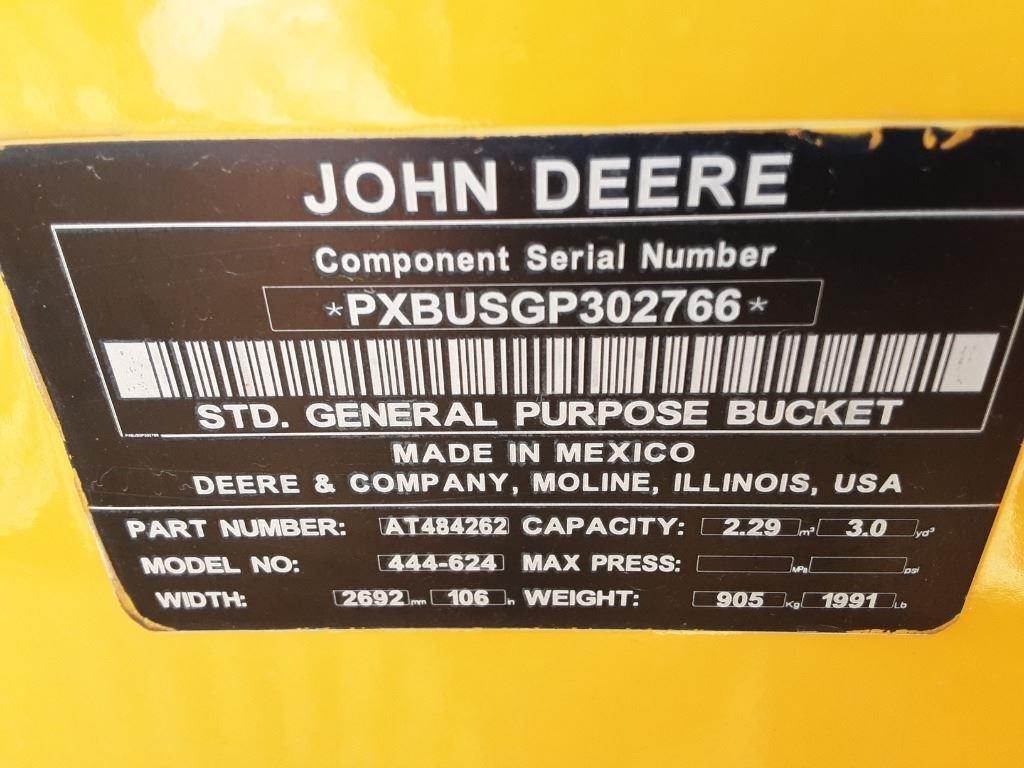 JOHN DEERE
Component Serial Number
*PXBUSGP302766*
STD. GENERAL PURPOSE BUCKET
MADE IN MEXICO
DEERE & COMPANY, MOLINE, ILLINOIS, USA
PART NUMBER: AT484262 CAPACITY: 2.29 m³ 3.0 yd³
MODEL NO: 444-624 MAX PRESS: MPa psi
WIDTH: 2692 mm 106 in WEIGHT: 905 Kg 1991 Lb